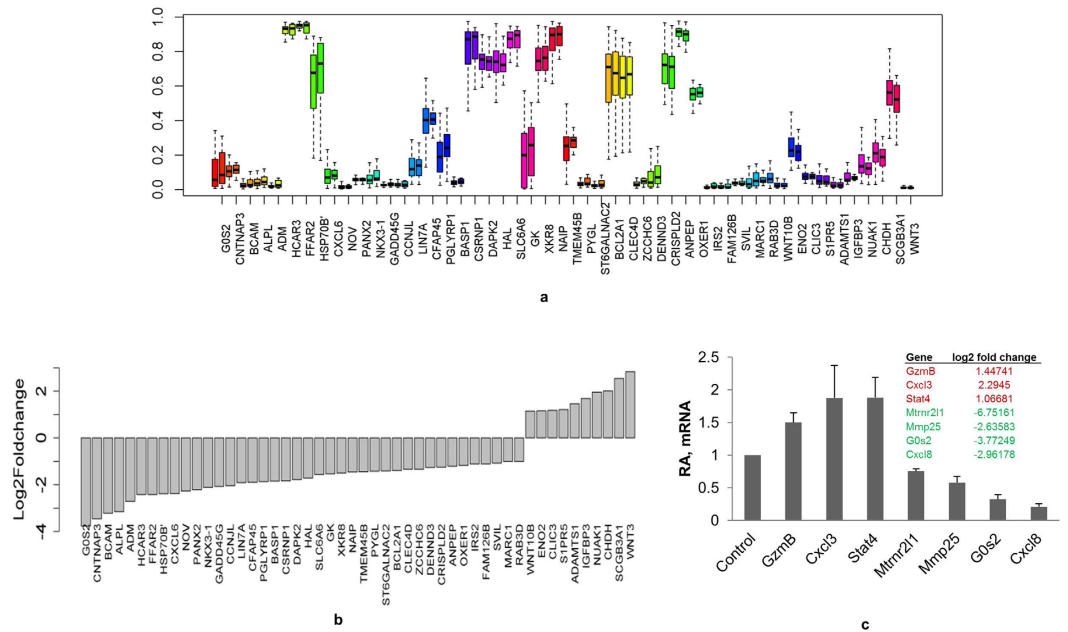 1.0
0.8
0.6
0.4
0.2
0.0
G0S2
CNTNAP3
BCAM
ALPL
ADM
HCAR3
FFAR2
HSP70B'
CXCL6
NOV
PANX2
NKX3-1
GADD45G
CCNJL
LINTA
CFAP45
PGLYRP1
BASP1
CSRNP1
DAPK2
HAL
SLC6A6
GK
XKR8
NAIP
TMEM45B
PYGL
ST6GALNAC2
BCL2A1
CLEC4D
ZCCHC6
DENND3
CRISPLD2
ANPEP
OXER1
IRS2
FAM126B
SVIL
MARC1
RAB3D
WNT10B
ENO2
CLIC3
S1PR5
ADAMTS1
IGFBP3
NUAK1
CHDH
SCGB3A1
WNT3
a
Log2Foldchange
2
0
-2
-4
G0S2
CNTNAP3
BCAM
ALPL
ADM
HCAR3
FFAR2
HSP70B'
CXCL6
NOV
PANX2
NKX3-1
GADD45G
CCNJL
LIN7A
CFAP45
PGLYRP1
BASP1
CSRNP1
DAPK2
HAL
SLC6A6
GK
XKR8
NAIP
TMEM45B
PYGL
ST6GALNAC2
BCL2A1
CLEC4D
ZCCHC6
DENND3
CRISPLD2
ANPEP
OXER1
IRS2
FAM126B
SVIL
MARC1
RAB3D
WNT10B
ENO2
CLIC3
S1PR5
ADAMTS1
IGFBP3
NUAK1
CHDH
SCGB3A1
WNT3
b
RA, mRNA
2.5
2
1.5
1
0.5
0
Gene log2 fold change
GzmB 1.44741
Cxcl3 2.2945
Stat4 1.06681
Mtrnr2l1 -6.75161
Mmp25 -2.63583
G0s2 -3.77249
Cxcl8 -2.96178
Control
GzmB
Cxcl3
Stat4
Mtrnr2l1
Mmp25
G0s2
Cxcl8
c